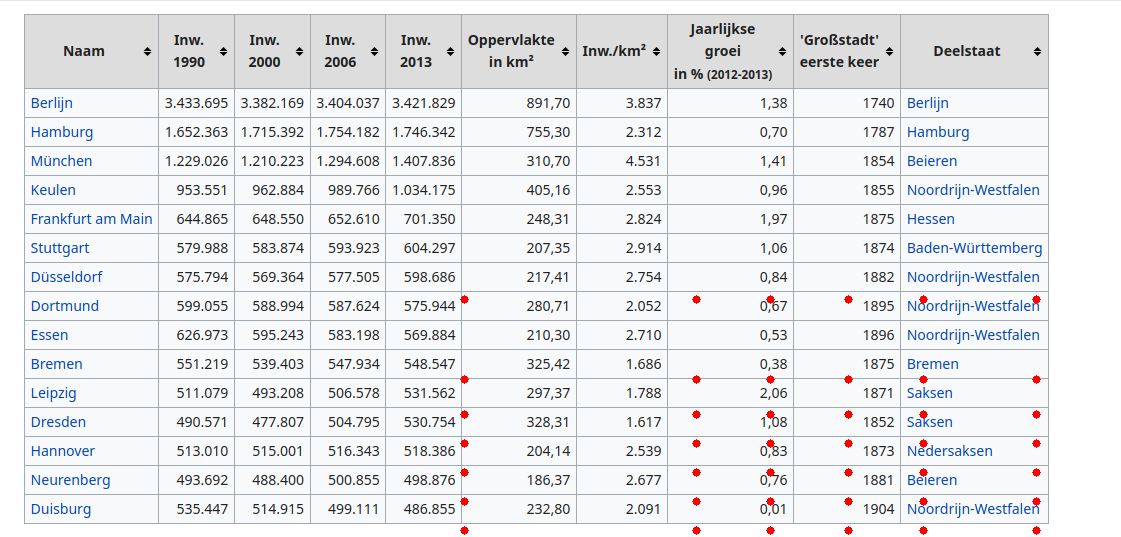 Naam Inw. 1990 Inw. 2000 Inw. 2006 Inw. 2013 Oppervlakte in km² Inw./km² Jaarlijkse groei in % (2012-2013) 'Großstadt' eerste keer Deelstaat
Berlijn 3.433.695 3.382.169 3.404.037 3.421.829 891,70 3.837 1,38 1740 Berlijn
Hamburg 1.652.363 1.715.392 1.754.182 1.746.342 755,30 2.312 0,70 1787 Hamburg
München 1.229.026 1.210.223 1.294.608 1.407.836 310,70 4.531 1,41 1854 Beieren
Keulen 953.551 962.884 989.766 1.034.175 405,16 2.553 0,96 1855 Noordrijn-Westfalen
Frankfurt am Main 644.865 648.550 652.610 701.350 248,31 2.824 1,97 1875 Hessen
Stuttgart 579.988 583.874 593.923 604.297 207,35 2.914 1,06 1874 Baden-Württemberg
Düsseldorf 575.794 569.364 577.505 598.686 217,41 2.754 0,84 1882 Noordrijn-Westfalen
Dortmund 599.055 588.994 587.624 575.944 280,71 2.052 0,67 1895 Noordrijn-Westfalen
Essen 626.973 595.243 583.198 569.884 210,30 2.710 0,53 1896 Noordrijn-Westfalen
Bremen 551.219 539.403 547.934 548.547 325,42 1.686 0,38 1875 Bremen
Leipzig 511.079 493.208 506.578 531.562 297,37 1.788 2,06 1871 Saksen
Dresden 490.571 477.807 504.795 530.754 328,31 1.617 1,08 1852 Saksen
Hannover 513.010 515.001 516.343 518.386 204,14 2.539 0,83 1873 Nedersaksen
Neurenberg 493.692 488.400 500.855 498.876 186,37 2.677 0,76 1881 Beieren
Duisburg 535.447 514.915 499.111 486.855 232,80 2.091 0,01 1904 Noordrijn-Westfalen